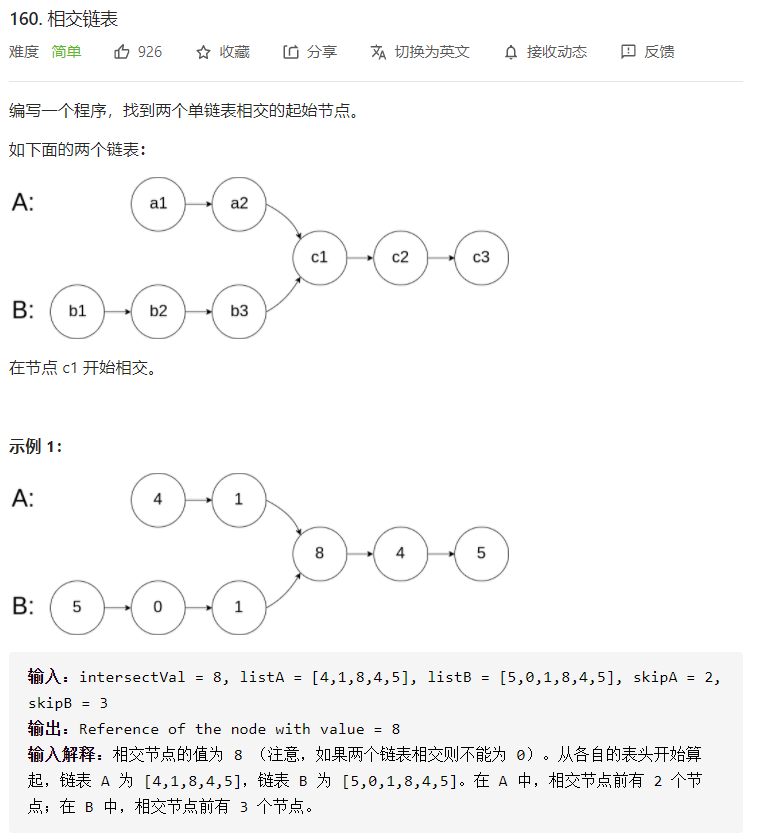 160. 相交链表
难度 简单 926 收藏 分享 切换为英文 接收动态 反馈
编写一个程序，找到两个单链表相交的起始节点。
如下面的两个链表：
A: a1 a2
c1 c2 c3
B: b1 b2 b3
在节点 c1 开始相交。
示例 1：
A: 4 1
8 4 5
B: 5 0 1
输入：intersectVal = 8, listA = [4,1,8,4,5], listB = [5,0,1,8,4,5], skipA = 2,
skipB = 3
输出：Reference of the node with value = 8
输入解释：相交节点的值为 8 （注意，如果两个链表相交则不能为 0）。从各自的表头开始算
起，链表 A 为 [4,1,8,4,5]，链表 B 为 [5,0,1,8,4,5]。在 A 中，相交节点前有 2 个节
点；在 B 中，相交节点前有 3 个节点。